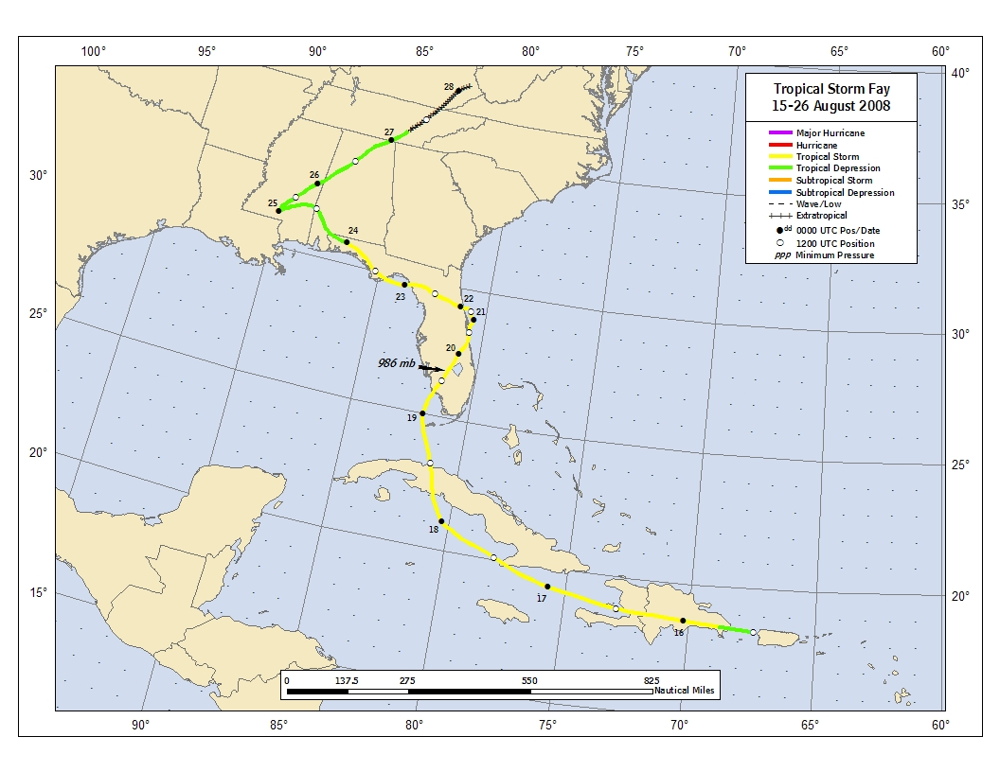 100° 95° 90° 85° 80° 75° 70° 65° 60°
40°
Tropical Storm Fay
15-26 August 2008
Major Hurricane
Hurricane
Tropical Storm
Tropical Depression
Subtropical Storm
Subtropical Depression
Wave/Low
Extratropical
dd 0000 UTC Pos/Date
1200 UTC Position
ppp Minimum Pressure
28
27
30°
26
35°
25
24
23
22
21
25°
30°
20
986 mb
19
20°
25°
18
15°
17
20°
16
0 137.5 275 550 825
Nautical Miles
90° 85° 80° 75° 70° 65° 60°